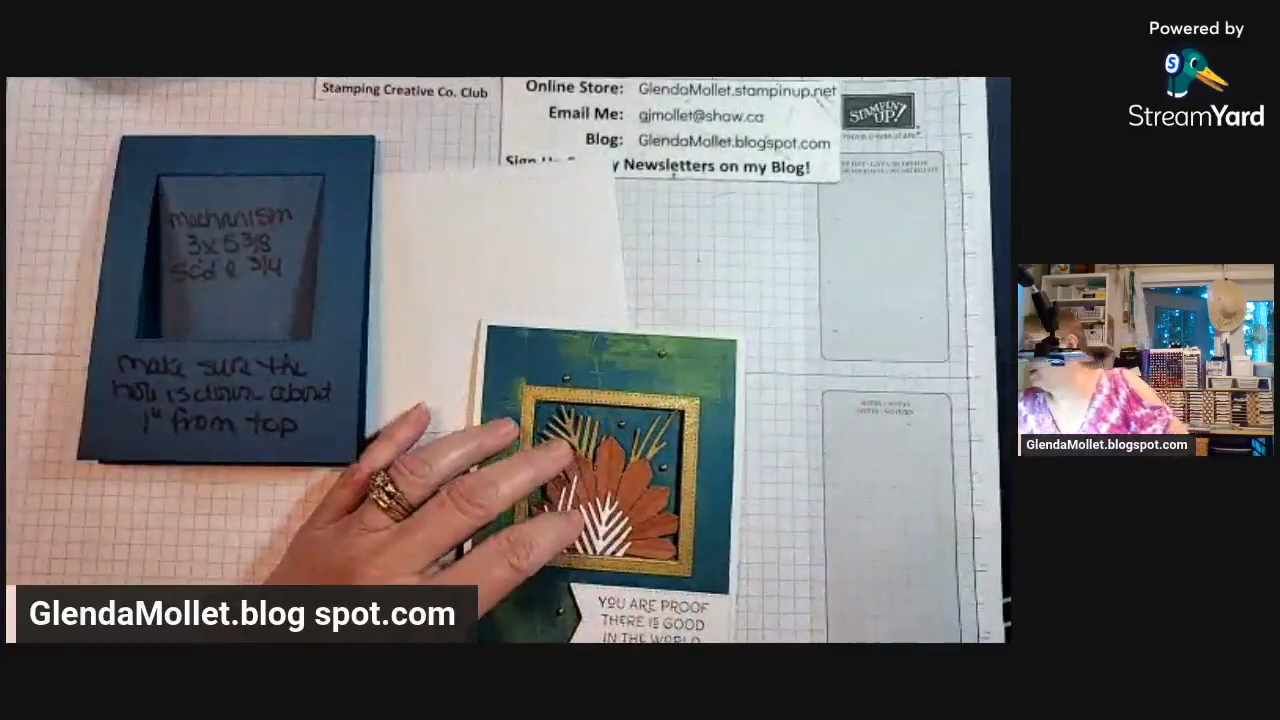 Powered by
StreamYard
Stamping Creative Co. Club
Online Store: GlendaMollet.stampinup.net
Email Me: gjmollet@shaw.ca
Blog: GlendaMollet.blogspot.com
Newsletters on my Blog!
STAMPIN' UP!
mechanism
3x5 3/8
Sc'd @ 3/4
make sure the
hole is down about
1" from top
YOU ARE PROOF
THERE IS GOOD
IN THE WORLD
GlendaMollet.blogspot.com
GlendaMollet.blog spot.com